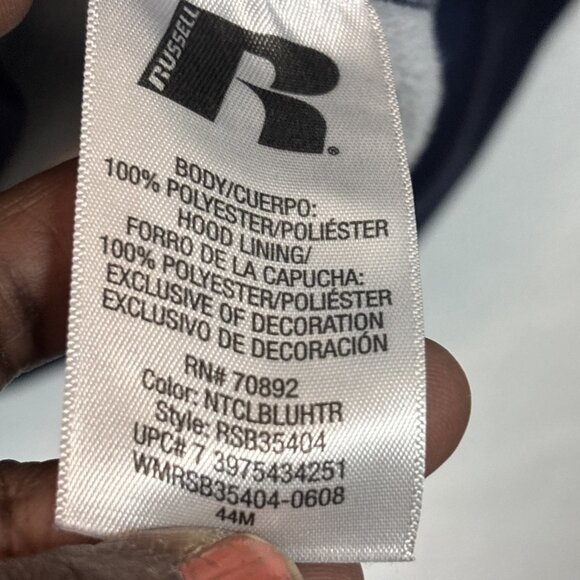 RUSSELL
R®
BODY/CUERPO:
100% POLYESTER/POLIÉSTER
HOOD LINING/
FORRO DE LA CAPUCHA:
100% POLYESTER/POLIÉSTER
EXCLUSIVE OF DECORATION
EXCLUSIVO DE DECORACIÓN
RN# 70892
Color: NTCLBLUHTR
Style: RSB35404
UPC# 7 3975434251
WMRSB35404-0608
44M